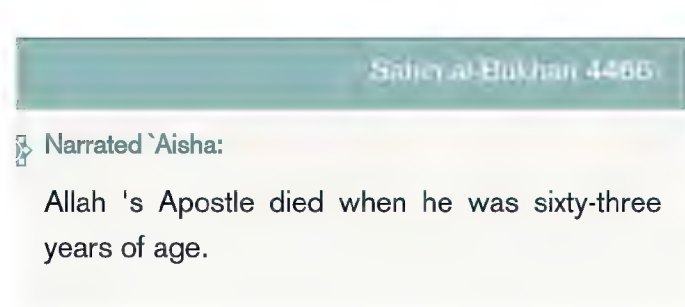 Sahih al-Bukhari 4466
Narrated `Aisha:
Allah 's Apostle died when he was sixty-three
years of age.